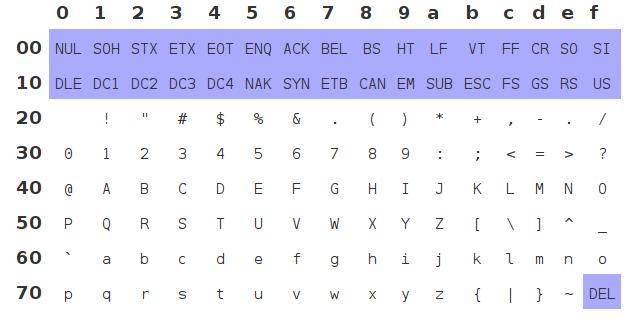 0 1 2 3 4 5 6 7 8 9 a b c d e f
00 NUL SOH STX ETX EOT ENQ ACK BEL BS HT LF VT FF CR SO SI
10 DLE DC1 DC2 DC3 DC4 NAK SYN ETB CAN EM SUB ESC FS GS RS US
20 ! " # $ % & . ( ) * + , - . /
30 0 1 2 3 4 5 6 7 8 9 : ; < = > ?
40 @ A B C D E F G H I J K L M N O
50 P Q R S T U V W X Y Z [ \ ] ^ _
60 ` a b c d e f g h i j k l m n o
70 p q r s t u v w x y z { | } ~ DEL